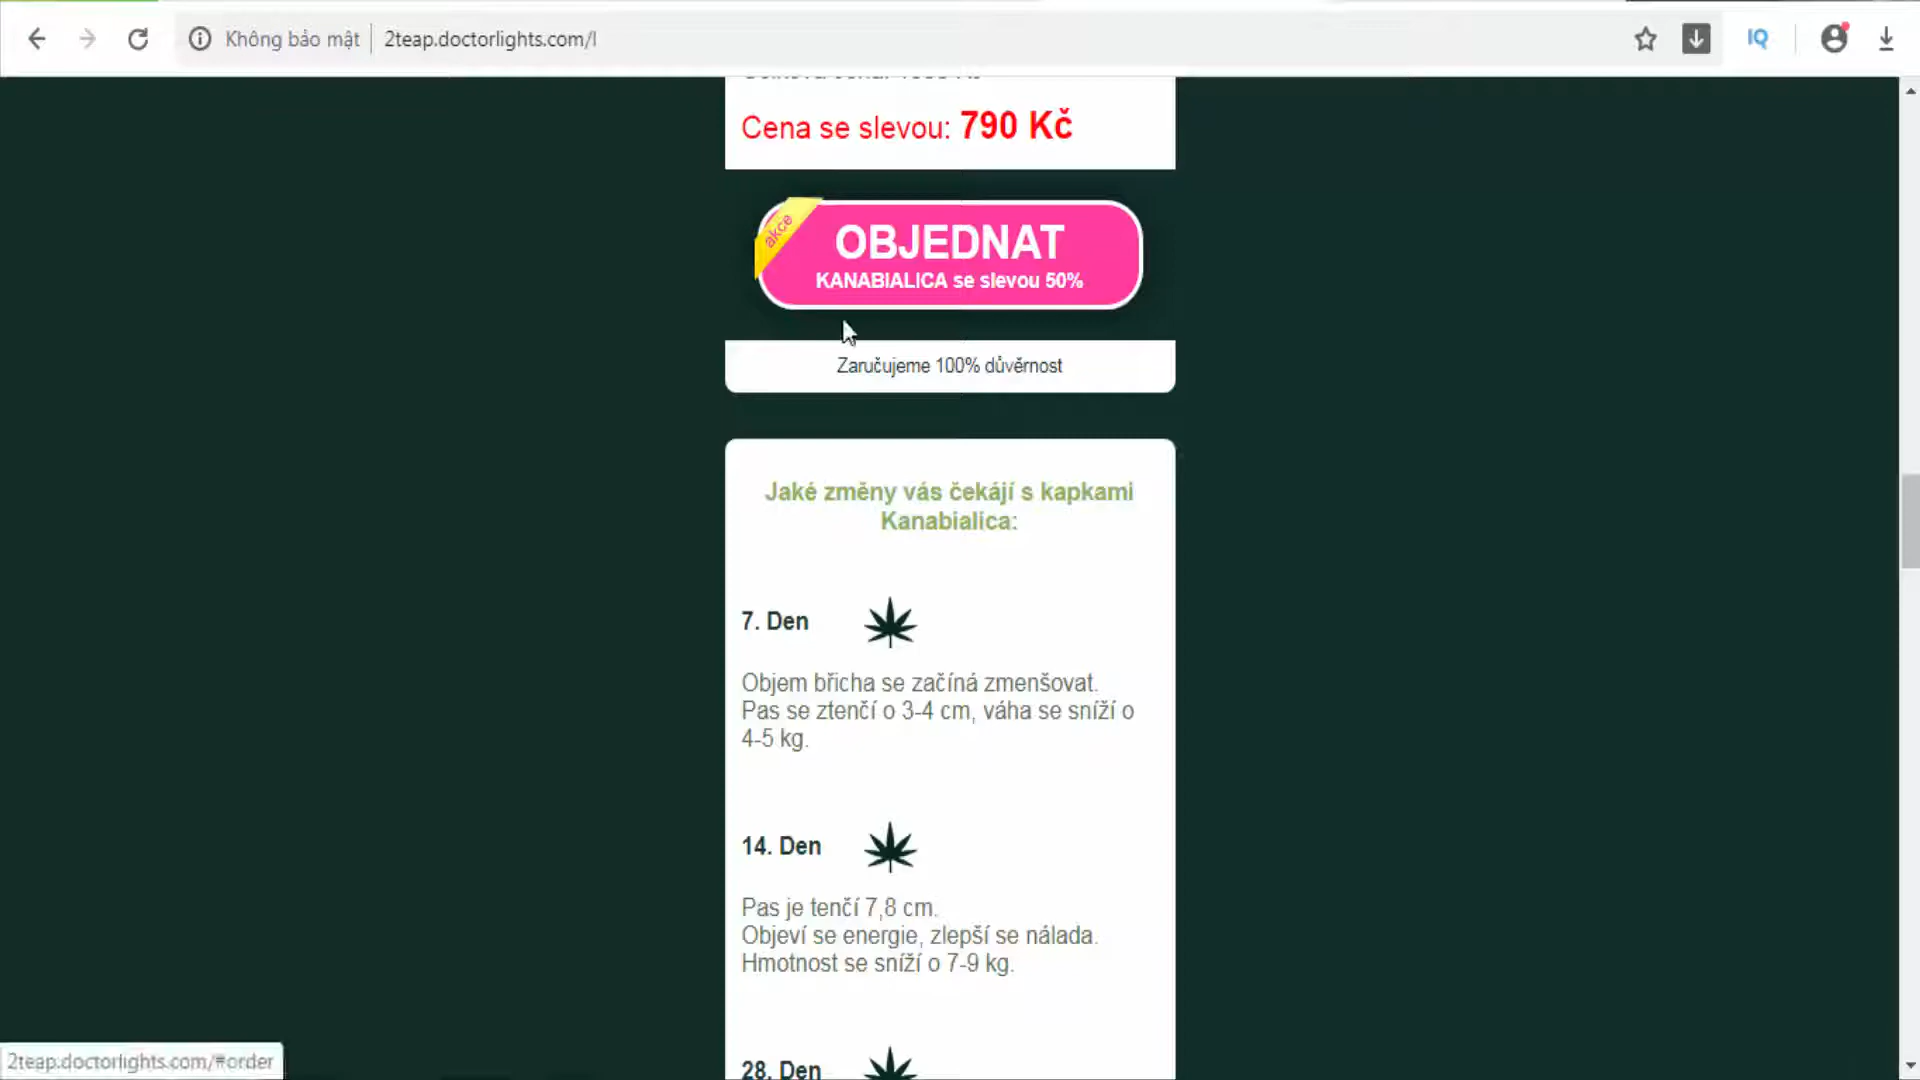 Không bảo mật
2teap.doctorlights.com/l
IQ
Cena se slevou: 790 Kč
akce
OBJEDNAT
KANABIALICA se slevou 50%
Zaručujeme 100% důvěrnost
Jaké změny vás čekájí s kapkami
Kanabialica:
7. Den
Objem břicha se začíná zmenšovat.
Pas se ztenčí o 3-4 cm, váha se sníží o
4-5 kg.
14. Den
Pas je tenčí 7,8 cm.
Objeví se energie, zlepší se nálada.
Hmotnost se sníží o 7-9 kg.
28. Den
2teap.doctorlights.com/#order